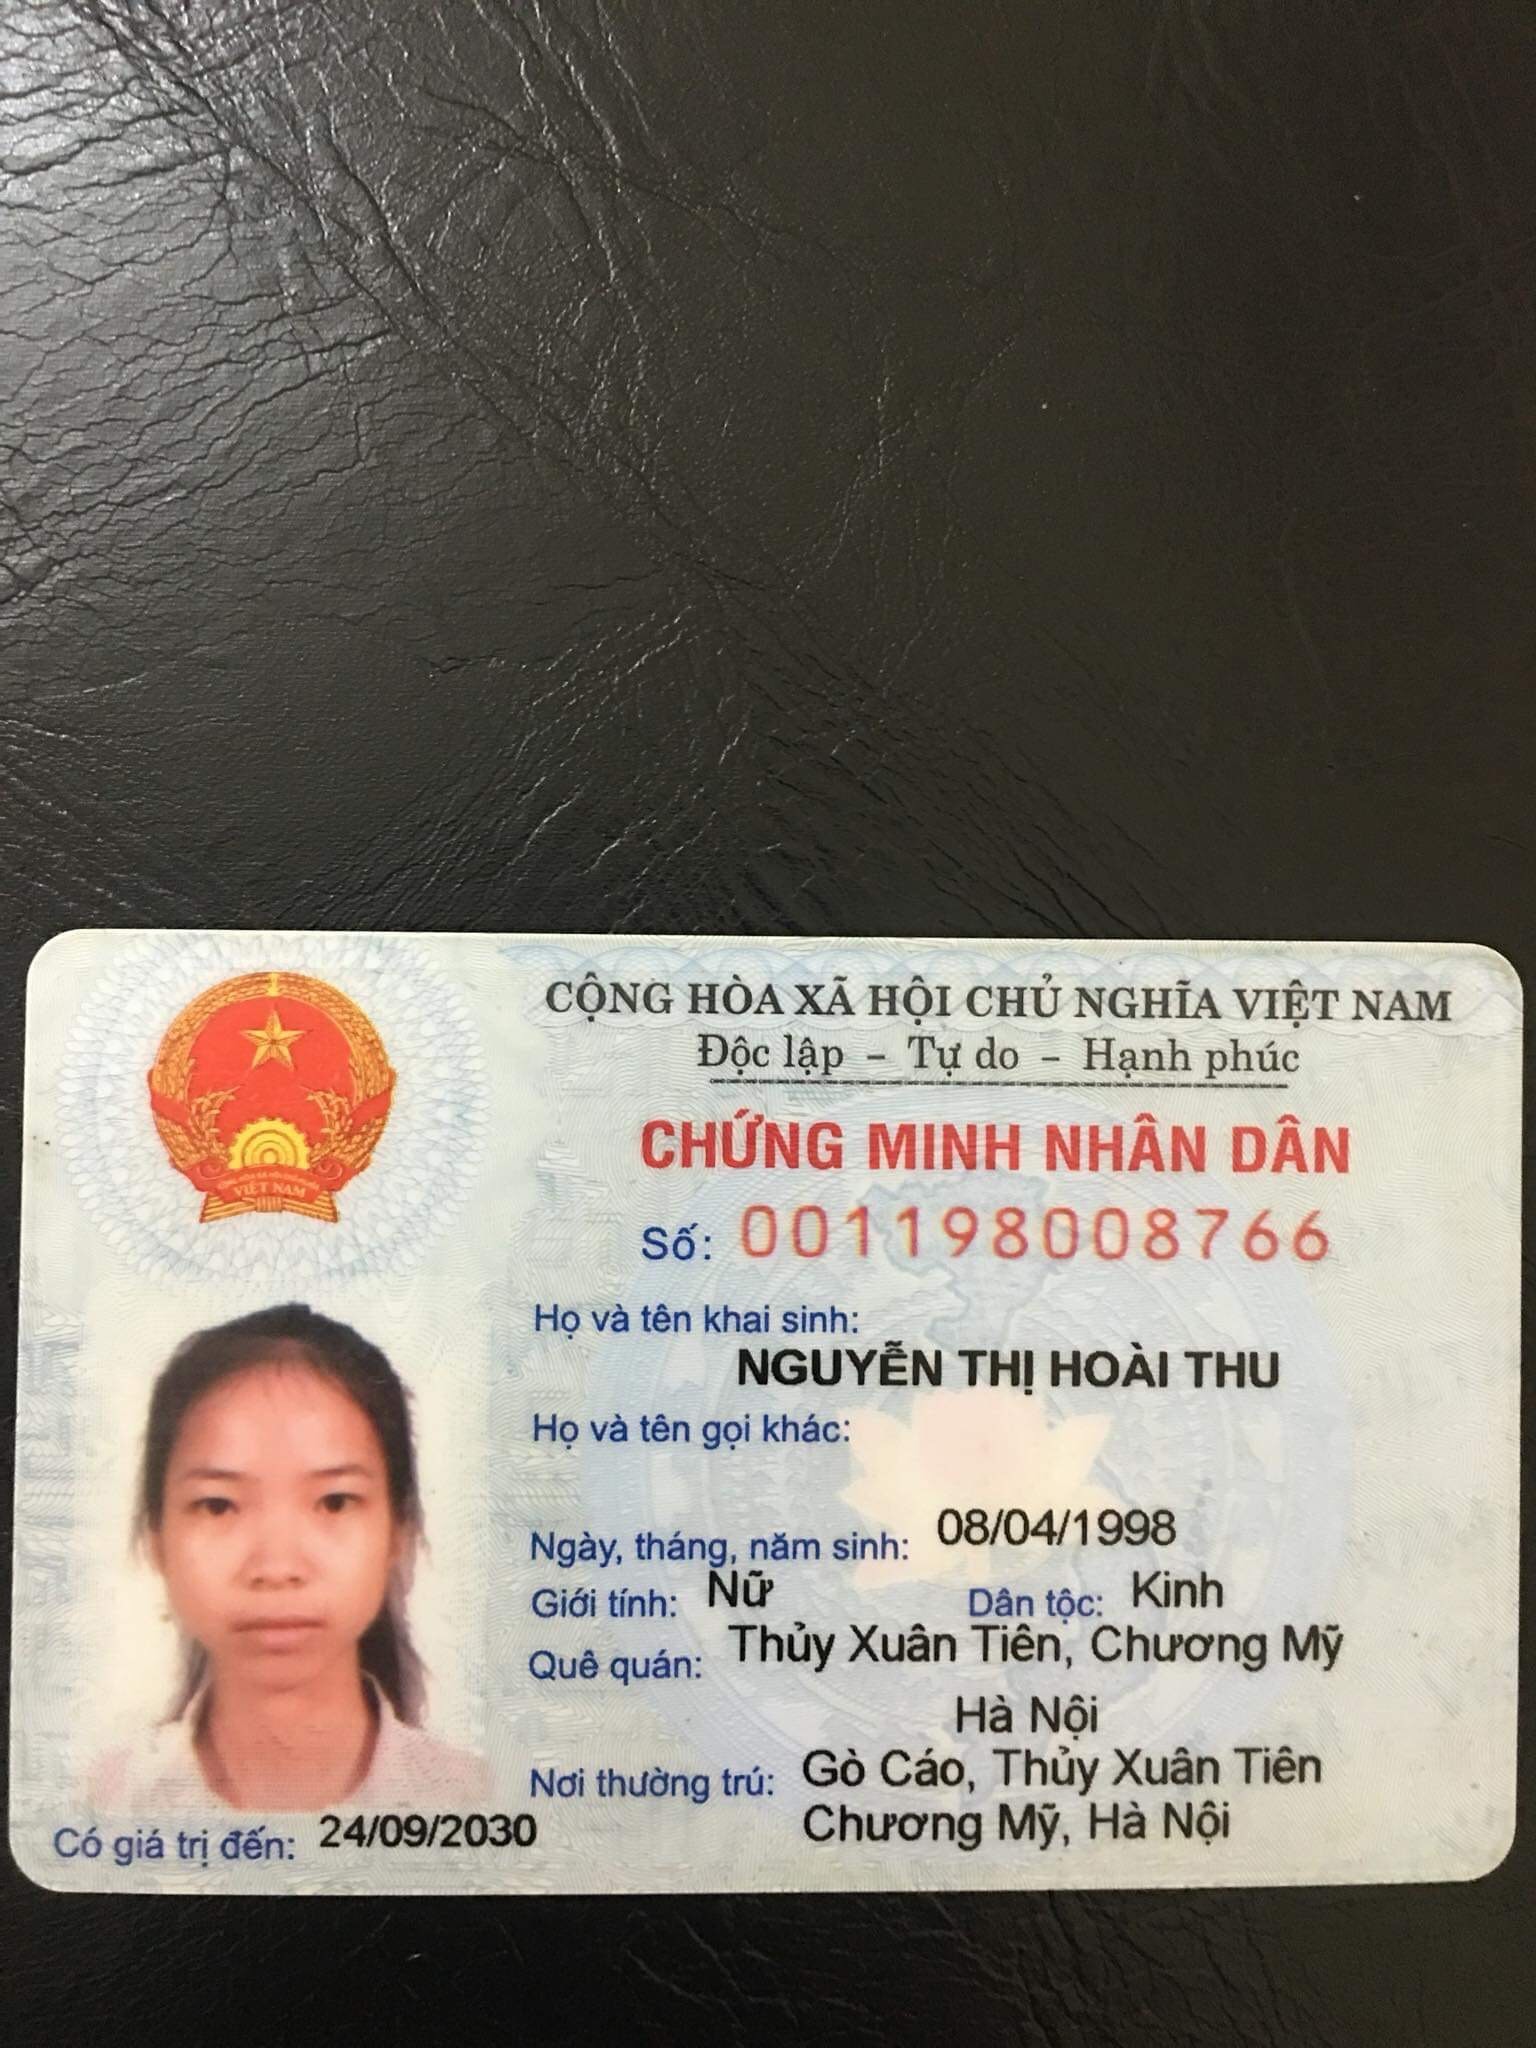 CỘNG HÒA XÃ HỘI CHỦ NGHĨA VIỆT NAM
Độc lập - Tự do - Hạnh phúc
CHỨNG MINH NHÂN DÂN
Số: 001198008766
Họ và tên khai sinh:
NGUYỄN THỊ HOÀI THU
Họ và tên gọi khác:
Ngày, tháng, năm sinh: 08/04/1998
Giới tính: Nữ Dân tộc: Kinh
Quê quán: Thủy Xuân Tiên, Chương Mỹ
Hà Nội
Nơi thường trú: Gò Cáo, Thủy Xuân Tiên
Chương Mỹ, Hà Nội
Có giá trị đến: 24/09/2030
VIỆT NAM